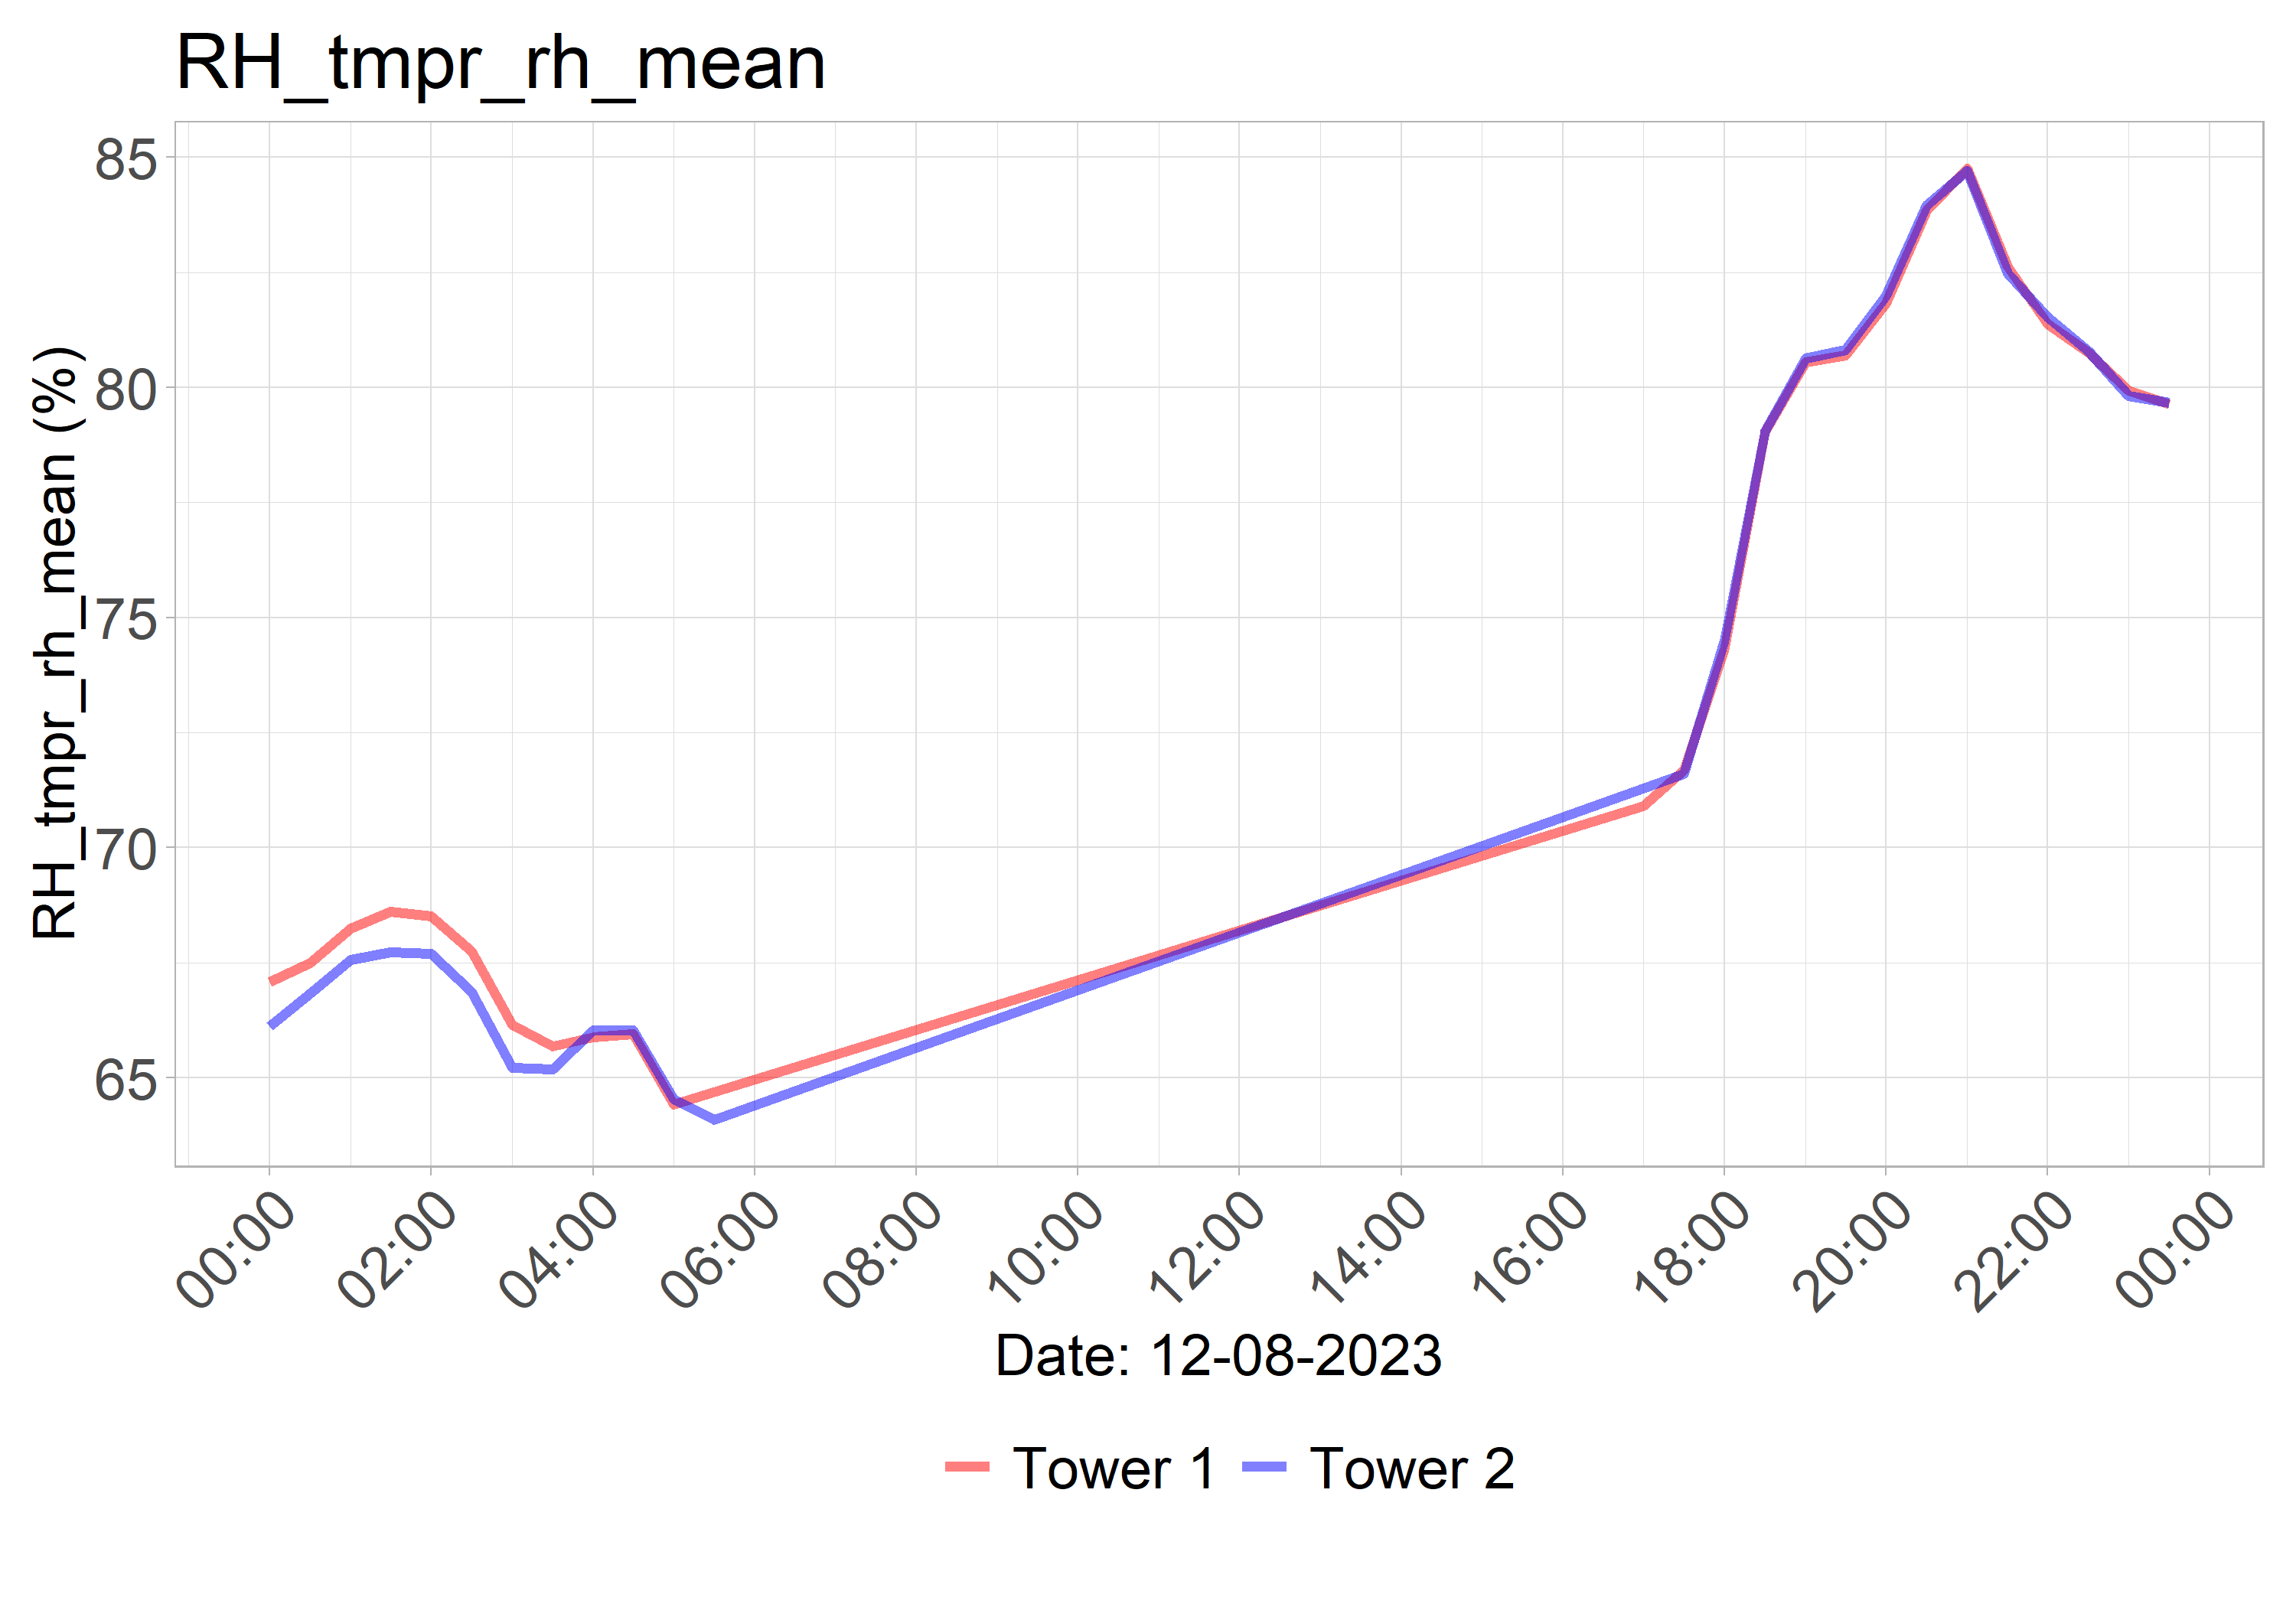 RH_tmpr_rh_mean
RH_tmpr_rh_mean (%)
85
80
75
70
65
00:00 02:00 04:00 06:00 08:00 10:00 12:00 14:00 16:00 18:00 20:00 22:00 00:00
Date: 12-08-2023
Tower 1 Tower 2